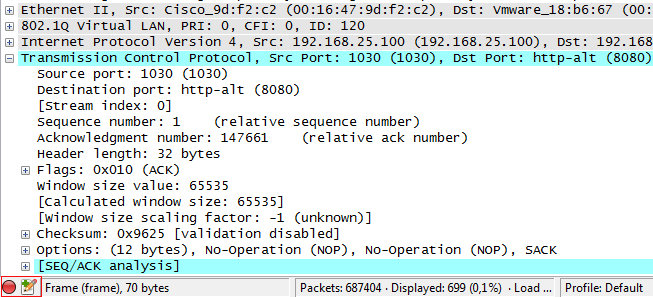 Ethernet II, Src: Cisco_9d:f2:c2 (00:16:47:9d:f2:c2), Dst: Vmware_18:b6:67 (00:
802.1Q Virtual LAN, PRI: 0, CFI: 0, ID: 120
Internet Protocol Version 4, Src: 192.168.25.100 (192.168.25.100), Dst: 192.168
Transmission Control Protocol, Src Port: 1030 (1030), Dst Port: http-alt (8080)
Source port: 1030 (1030)
Destination port: http-alt (8080)
[Stream index: 0]
Sequence number: 1    (relative sequence number)
Acknowledgment number: 147661    (relative ack number)
Header length: 32 bytes
Flags: 0x010 (ACK)
Window size value: 65535
[Calculated window size: 65535]
[Window size scaling factor: -1 (unknown)]
Checksum: 0x9625 [validation disabled]
Options: (12 bytes), No-Operation (NOP), No-Operation (NOP), SACK
[SEQ/ACK analysis]
Frame (frame), 70 bytes Packets: 687404 · Displayed: 699 (0,1%) · Load ... Profile: Default